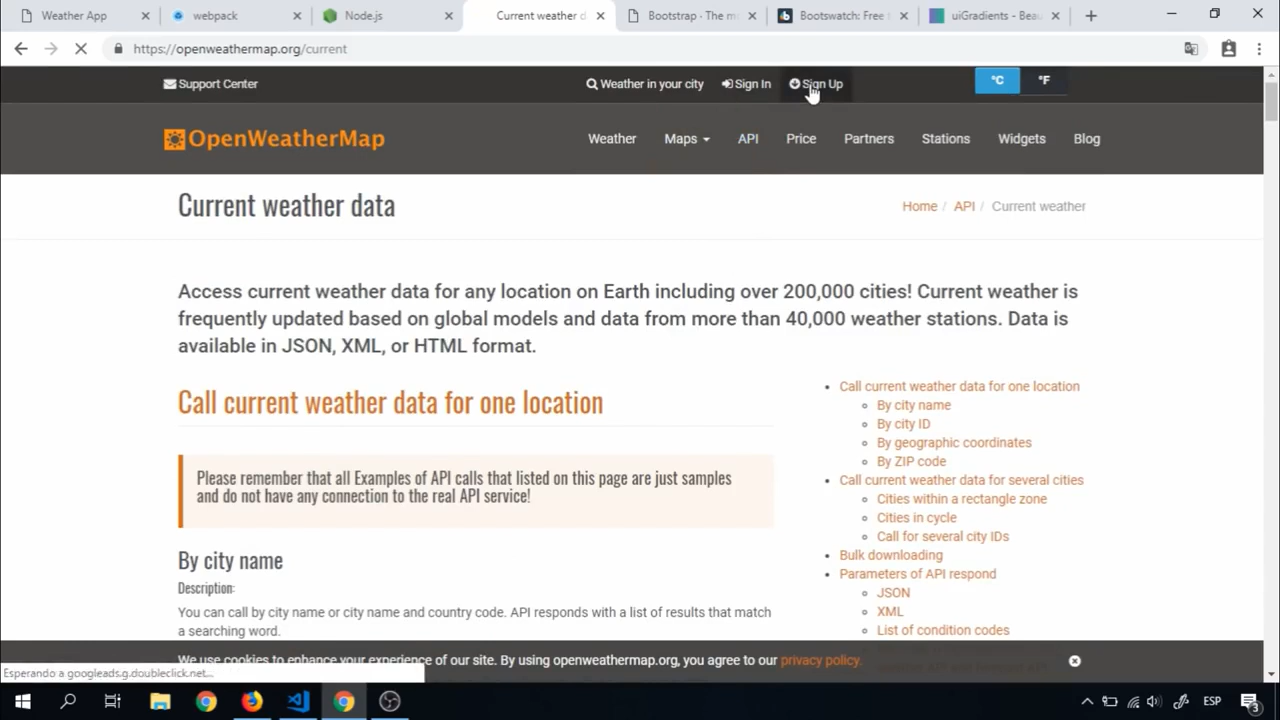 Weather App
webpack
Node.js
Current weather d
Bootstrap · The m
Bootswatch: Free
uiGradients - Beau
https://openweathermap.org/current
Support Center
Weather in your city
Sign In
Sign Up
°C
°F
OpenWeatherMap
Weather
Maps
API
Price
Partners
Stations
Widgets
Blog
Current weather data
Home / API / Current weather
Access current weather data for any location on Earth including over 200,000 cities! Current weather is
frequently updated based on global models and data from more than 40,000 weather stations. Data is
available in JSON, XML, or HTML format.
Call current weather data for one location
Please remember that all Examples of API calls that listed on this page are just samples
and do not have any connection to the real API service!
By city name
Description:
You can call by city name or city name and country code. API responds with a list of results that match
a searching word.
Call current weather data for one location
By city name
By city ID
By geographic coordinates
By ZIP code
Call current weather data for several cities
Cities within a rectangle zone
Cities in cycle
Call for several city IDs
Bulk downloading
Parameters of API respond
JSON
XML
List of condition codes
We use cookies to enhance your experience of our site. By using openweathermap.org, you agree to our privacy policy.
Esperando a googleads.g.doubleclick.net...
ESP
3